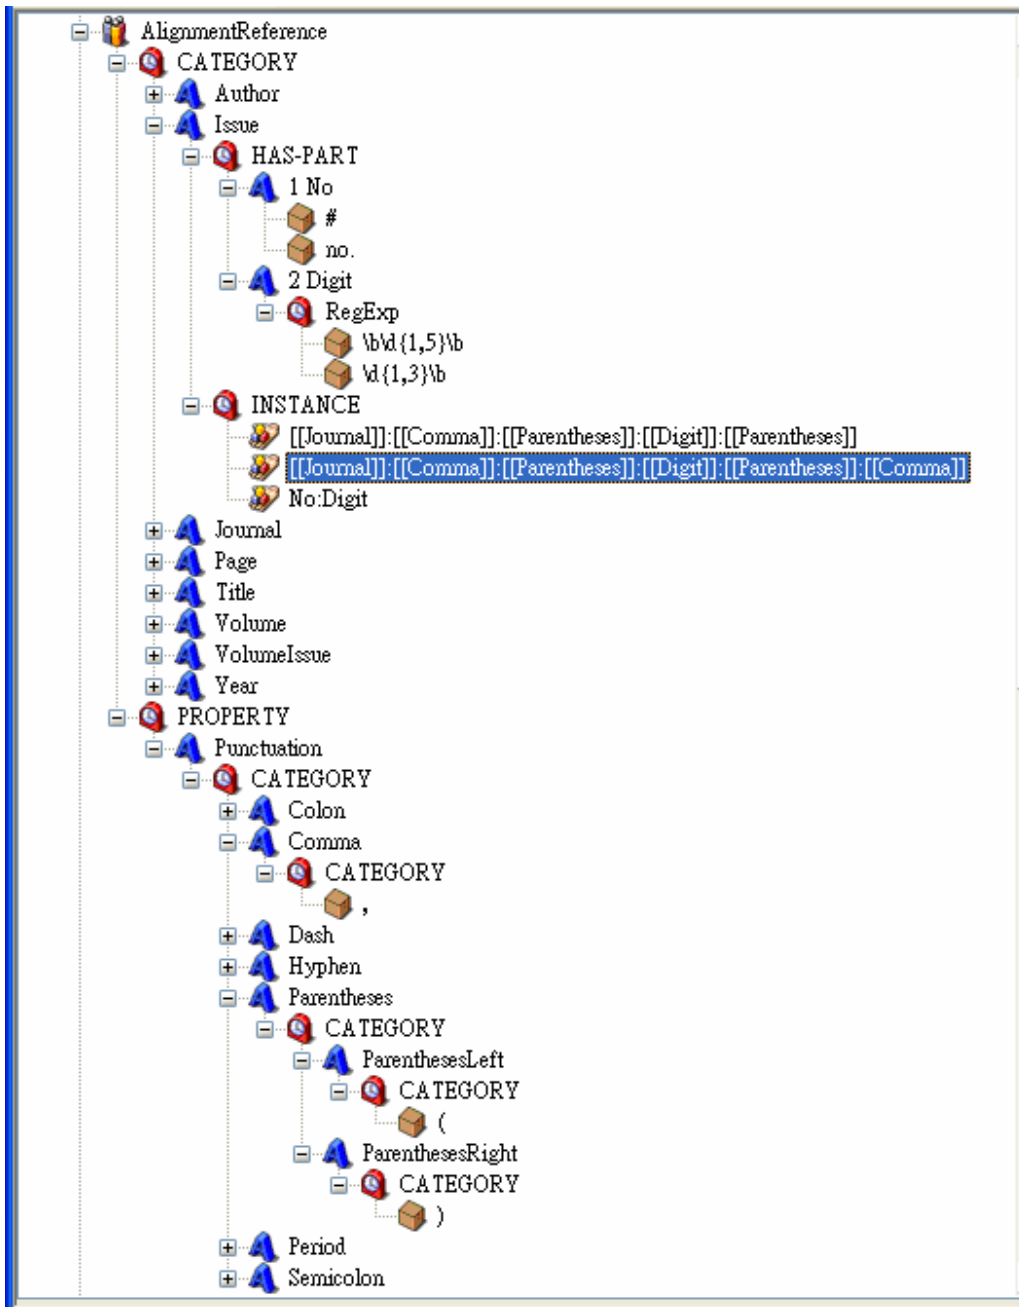 AlignmentReference
CATEGORY
Author
Issue
HAS-PART
1 No
#
no.
2 Digit
RegExp
\b\d{1,5}\b
\d{1,3}\b
INSTANCE
[[Journal]]:[[Comma]]:[[Parentheses]]:[[Digit]]:[[Parentheses]]
[[Journal]]:[[Comma]]:[[Parentheses]]:[[Digit]]:[[Parentheses]]:[[Comma]]
No:Digit
Journal
Page
Title
Volume
VolumeIssue
Year
PROPERTY
Punctuation
CATEGORY
Colon
Comma
CATEGORY
,
Dash
Hyphen
Parentheses
CATEGORY
ParenthesesLeft
CATEGORY
(
ParenthesesRight
CATEGORY
)
Period
Semicolon